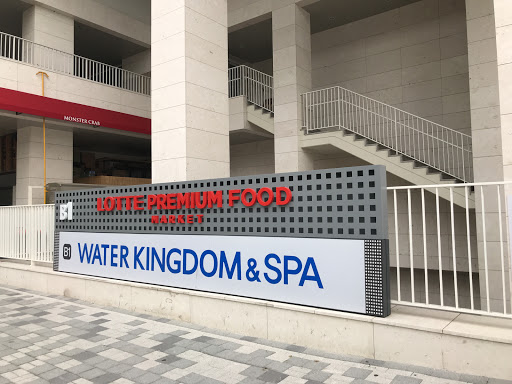 MONSTER CRAB
B1 LOTTE PREMIUM FOOD
MARKET
B1 WATER KINGDOM & SPA